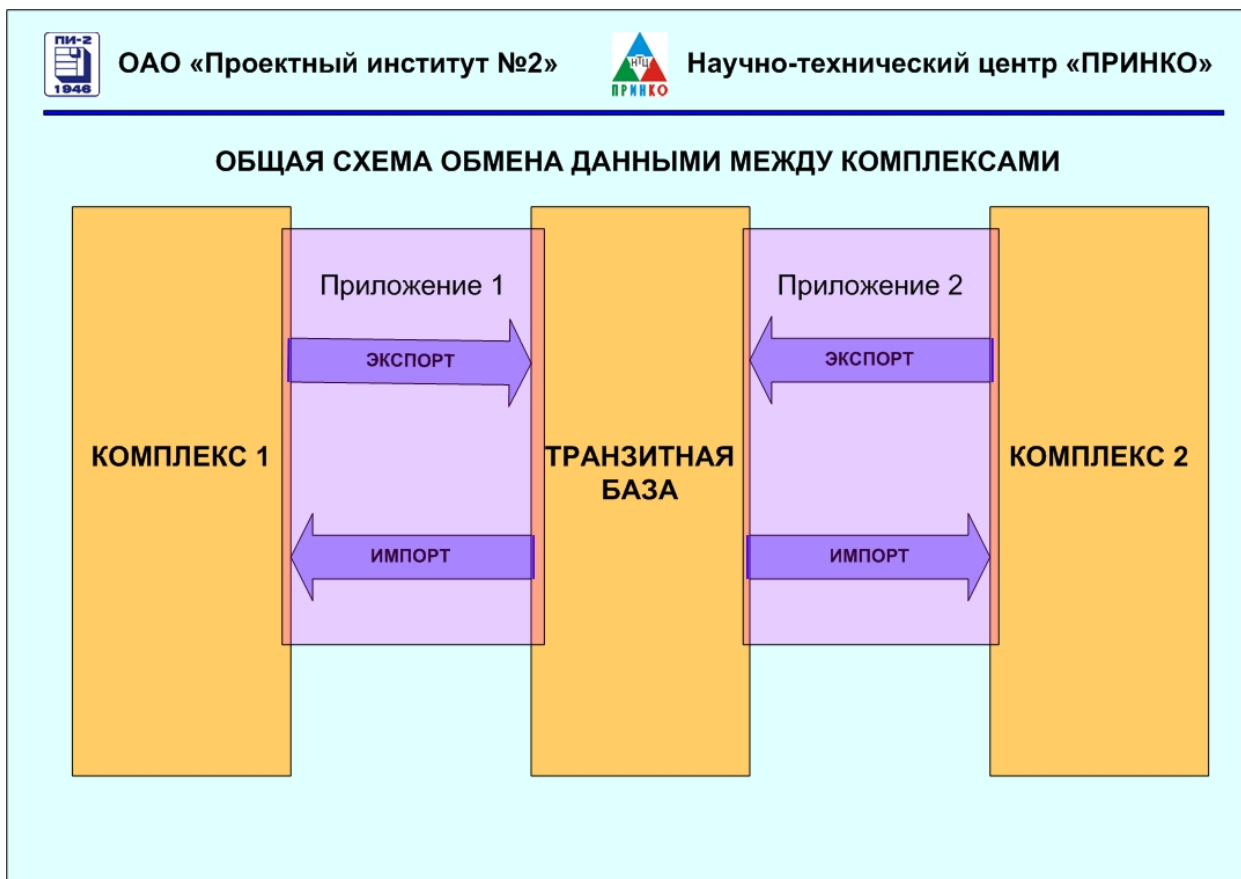 ПИ-2
1946
ОАО «Проектный институт №2»
НТЦ
ПРИНКО
Научно-технический центр «ПРИНКО»
ОБЩАЯ СХЕМА ОБМЕНА ДАННЫМИ МЕЖДУ КОМПЛЕКСАМИ
Приложение 1
Приложение 2
ЭКСПОРТ
ЭКСПОРТ
КОМПЛЕКС 1
ТРАНЗИТНАЯ
БАЗА
КОМПЛЕКС 2
ИМПОРТ
ИМПОРТ